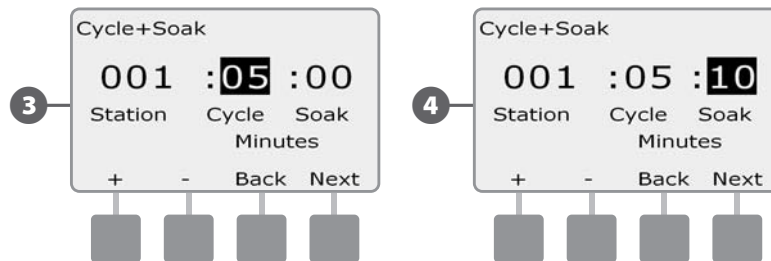 Cycle+Soak
001 :05 :00
Station Cycle Soak
Minutes
+ - Back Next
3
Cycle+Soak
001 :05 :10
Station Cycle Soak
Minutes
+ - Back Next
4